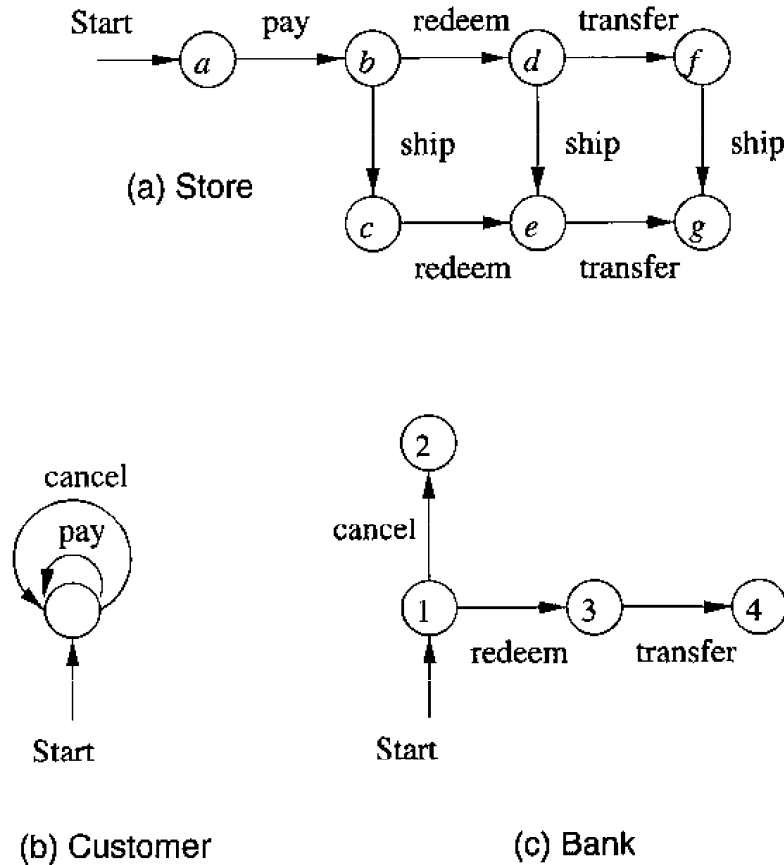 Start pay redeem transfer
a b d f
ship ship ship
(a) Store
c e g
redeem transfer
2
cancel
pay
cancel
1 3 4
redeem transfer
Start Start
(b) Customer (c) Bank